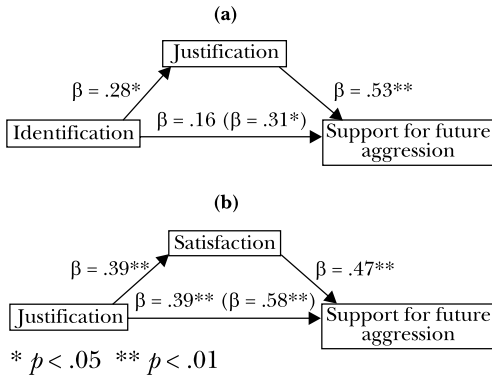 (a)
Justification
β = .28*
β = .53**
β = .16 (β = .31*)
Identification
Support for future
aggression
(b)
Satisfaction
β = .39**
β = .47**
β = .39** (β = .58**)
Justification
Support for future
aggression
* p < .05 ** p < .01